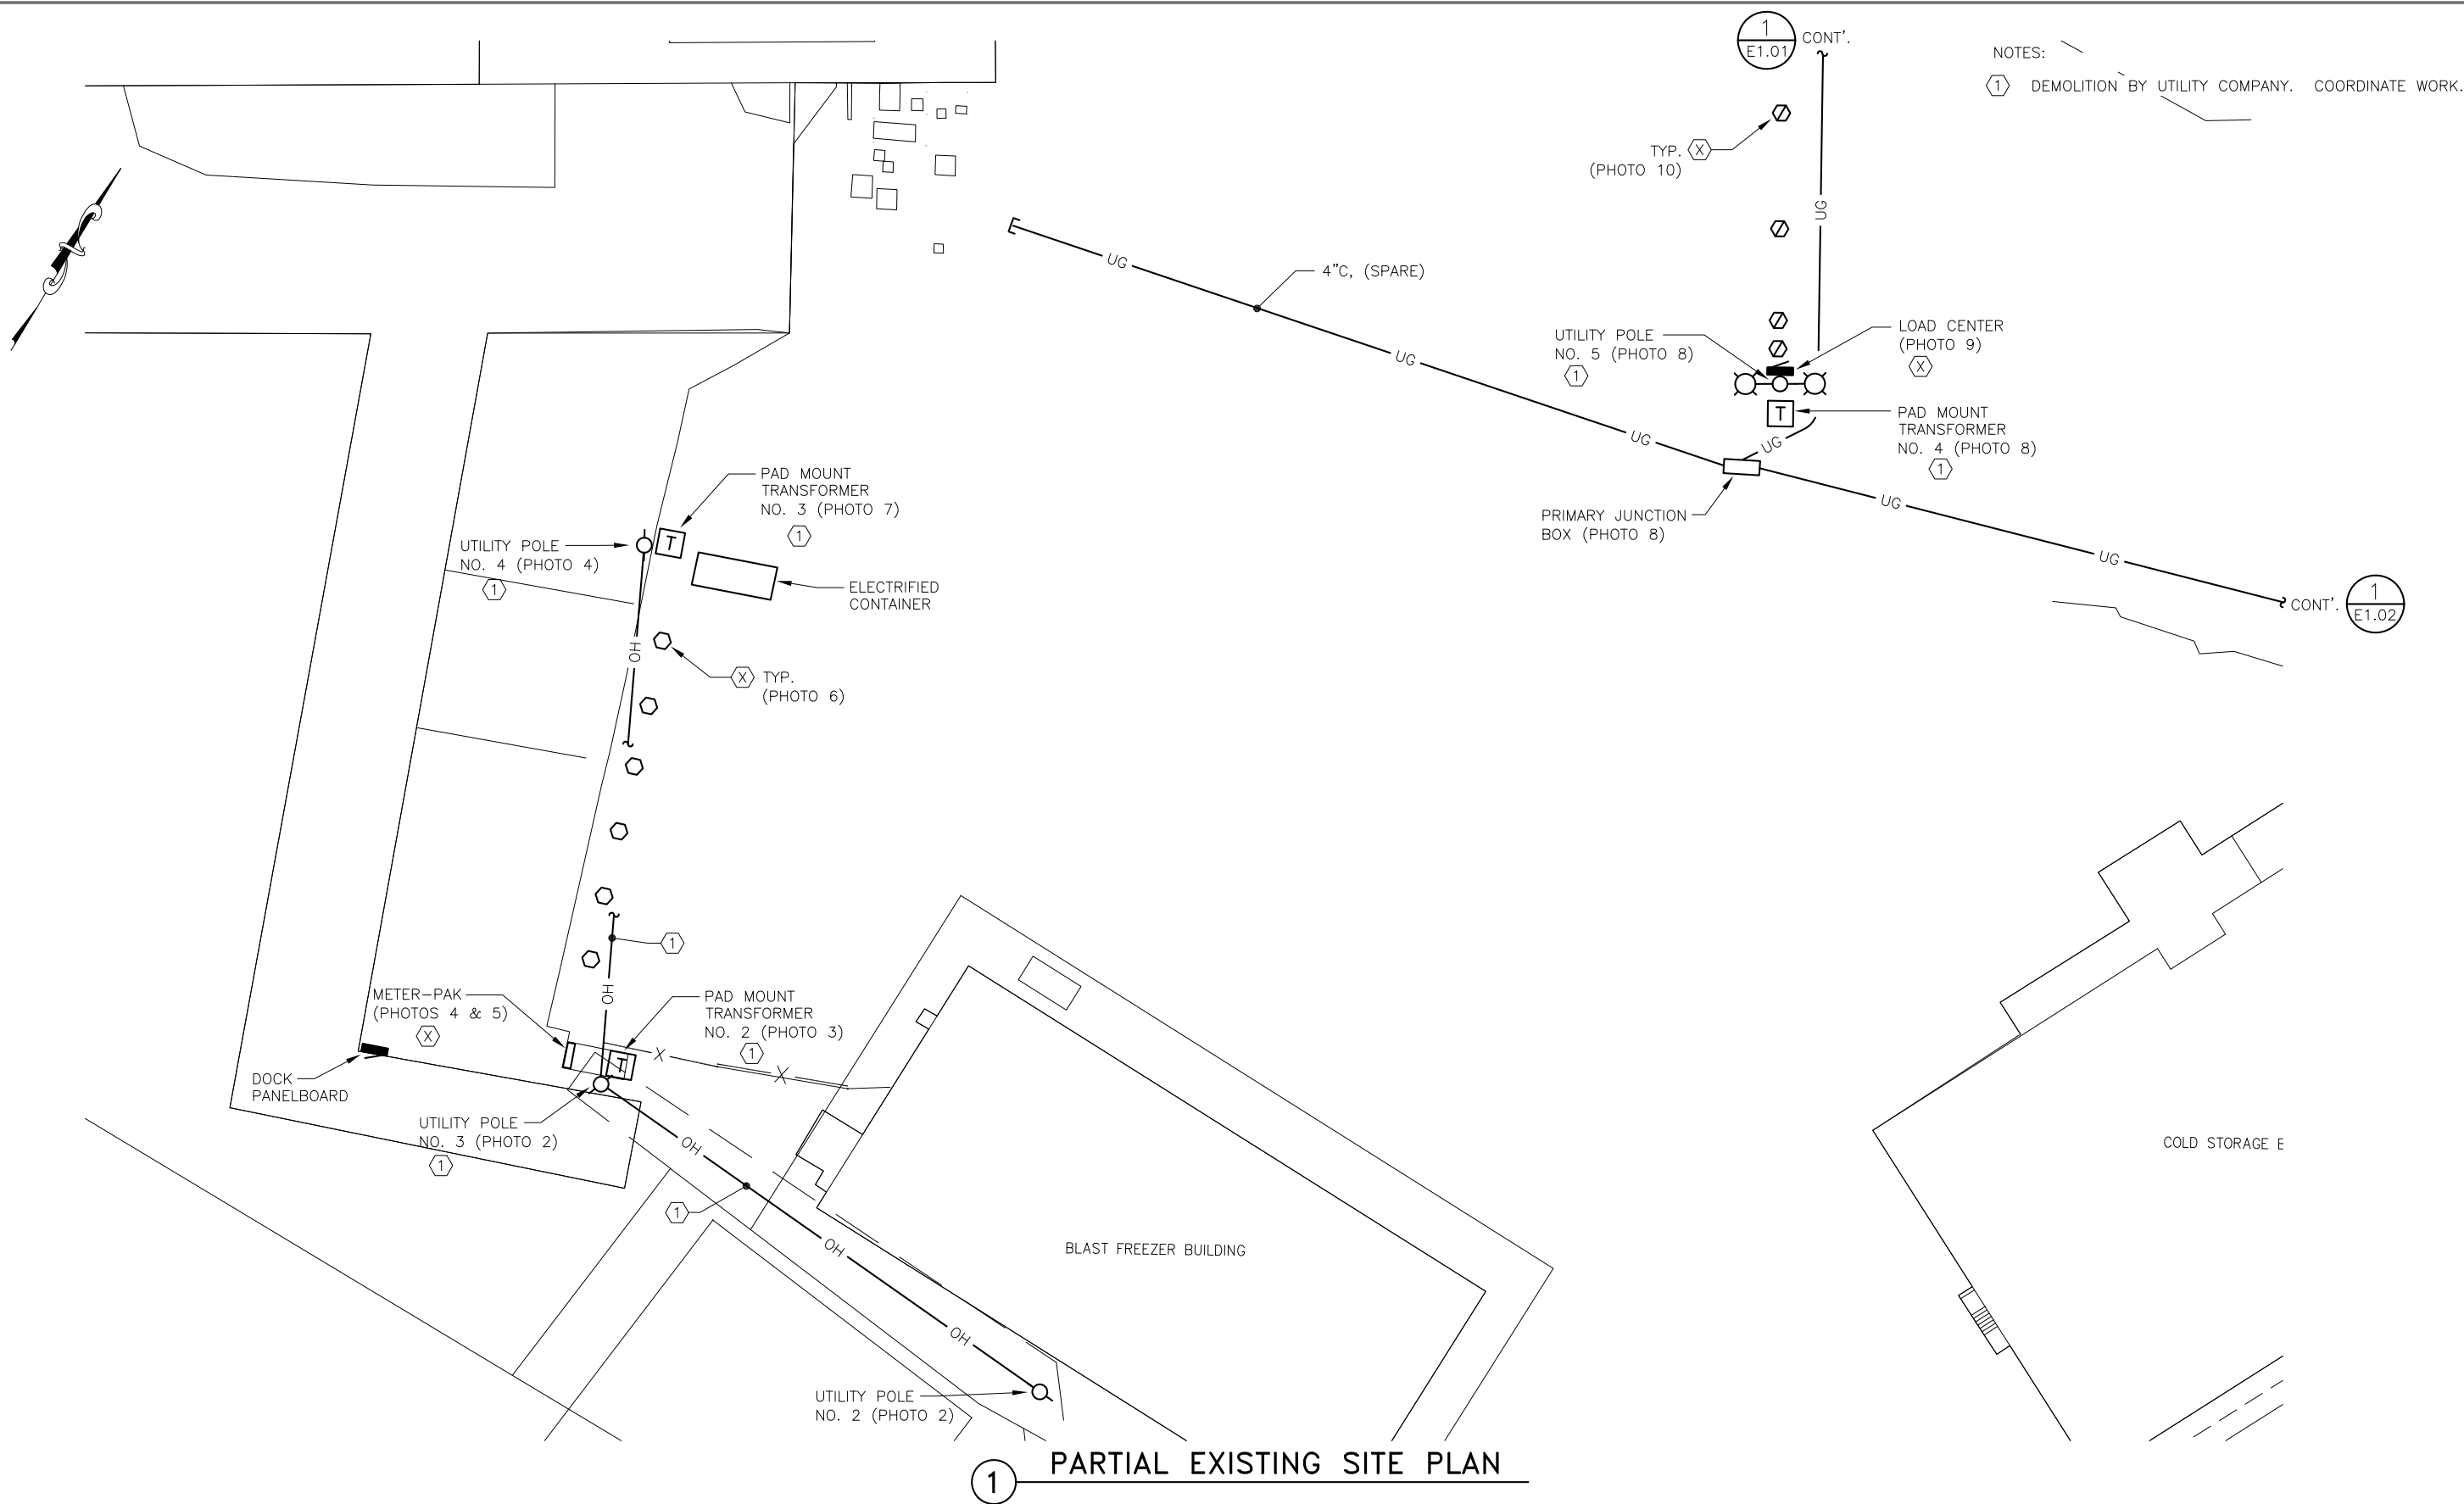 1
E1.01
CONT'.
NOTES:
1 DEMOLITION BY UTILITY COMPANY. COORDINATE WORK.
TYP. X
(PHOTO 10)
UG
UG
4"C, (SPARE)
UG
UTILITY POLE
NO. 5 (PHOTO 8)
1
LOAD CENTER
(PHOTO 9)
X
T
PAD MOUNT
TRANSFORMER
NO. 4 (PHOTO 8)
1
UG
UG
PRIMARY JUNCTION
BOX (PHOTO 8)
UG
UG
CONT'.
1
E1.02
PAD MOUNT
TRANSFORMER
NO. 3 (PHOTO 7)
1
T
UTILITY POLE
NO. 4 (PHOTO 4)
1
ELECTRIFIED
CONTAINER
OH
X TYP.
(PHOTO 6)
1
OH
METER-PAK
(PHOTOS 4 & 5)
X
PAD MOUNT
TRANSFORMER
NO. 2 (PHOTO 3)
1
T
X
X
DOCK
PANELBOARD
UTILITY POLE
NO. 3 (PHOTO 2)
1
OH
1
OH
OH
BLAST FREEZER BUILDING
COLD STORAGE E
UTILITY POLE
NO. 2 (PHOTO 2)
1 PARTIAL EXISTING SITE PLAN